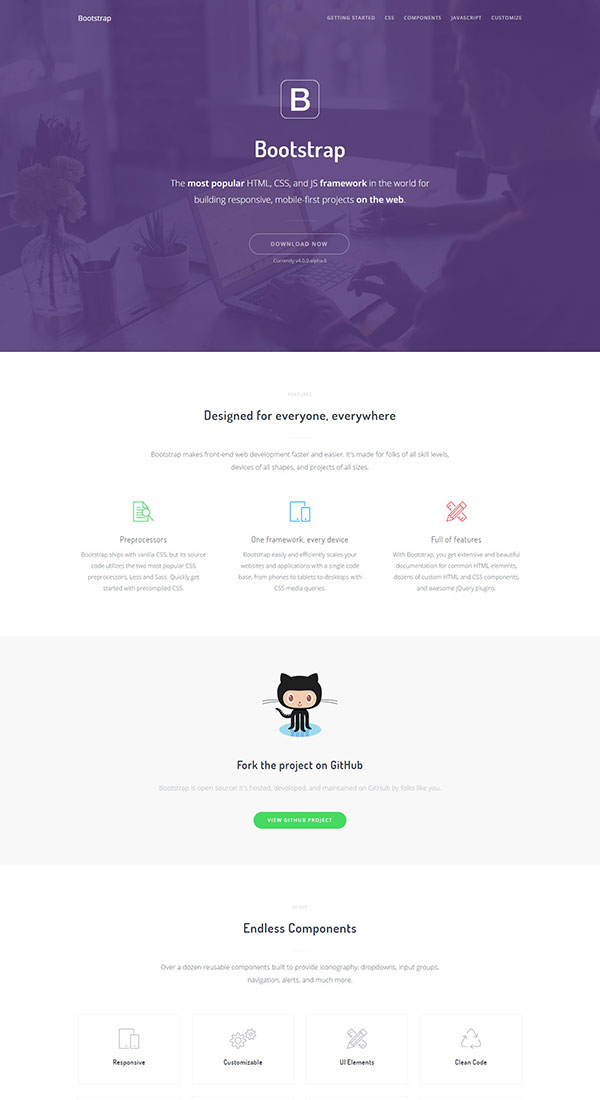 Bootstrap
GETTING STARTED CSS COMPONENTS JAVASCRIPT CUSTOMIZE
B
Bootstrap
The most popular HTML, CSS, and JS framework in the world for
building responsive, mobile-first projects on the web.
DOWNLOAD NOW
Currently v4.0.0-alpha.6
FEATURES
Designed for everyone, everywhere
Bootstrap makes front-end web development faster and easier. It's made for folks of all skill levels,
devices of all shapes, and projects of all sizes.
Preprocessors
Bootstrap ships with vanilla CSS, but its source
code utilizes the two most popular CSS
preprocessors, Less and Sass. Quickly get
started with precompiled CSS.
One framework, every device
Bootstrap easily and efficiently scales your
websites and applications with a single code
base, from phones to tablets to desktops with
CSS media queries.
Full of features
With Bootstrap, you get extensive and beautiful
documentation for common HTML elements,
dozens of custom HTML and CSS components,
and awesome jQuery plugins.
Fork the project on GitHub
Bootstrap is open source! It's hosted, developed, and maintained on GitHub by folks like you.
VIEW GITHUB PROJECT
UI KIT
Endless Components
Over a dozen reusable components built to provide iconography, dropdowns, input groups,
navigation, alerts, and much more.
Responsive
Customizable
UI Elements
Clean Code